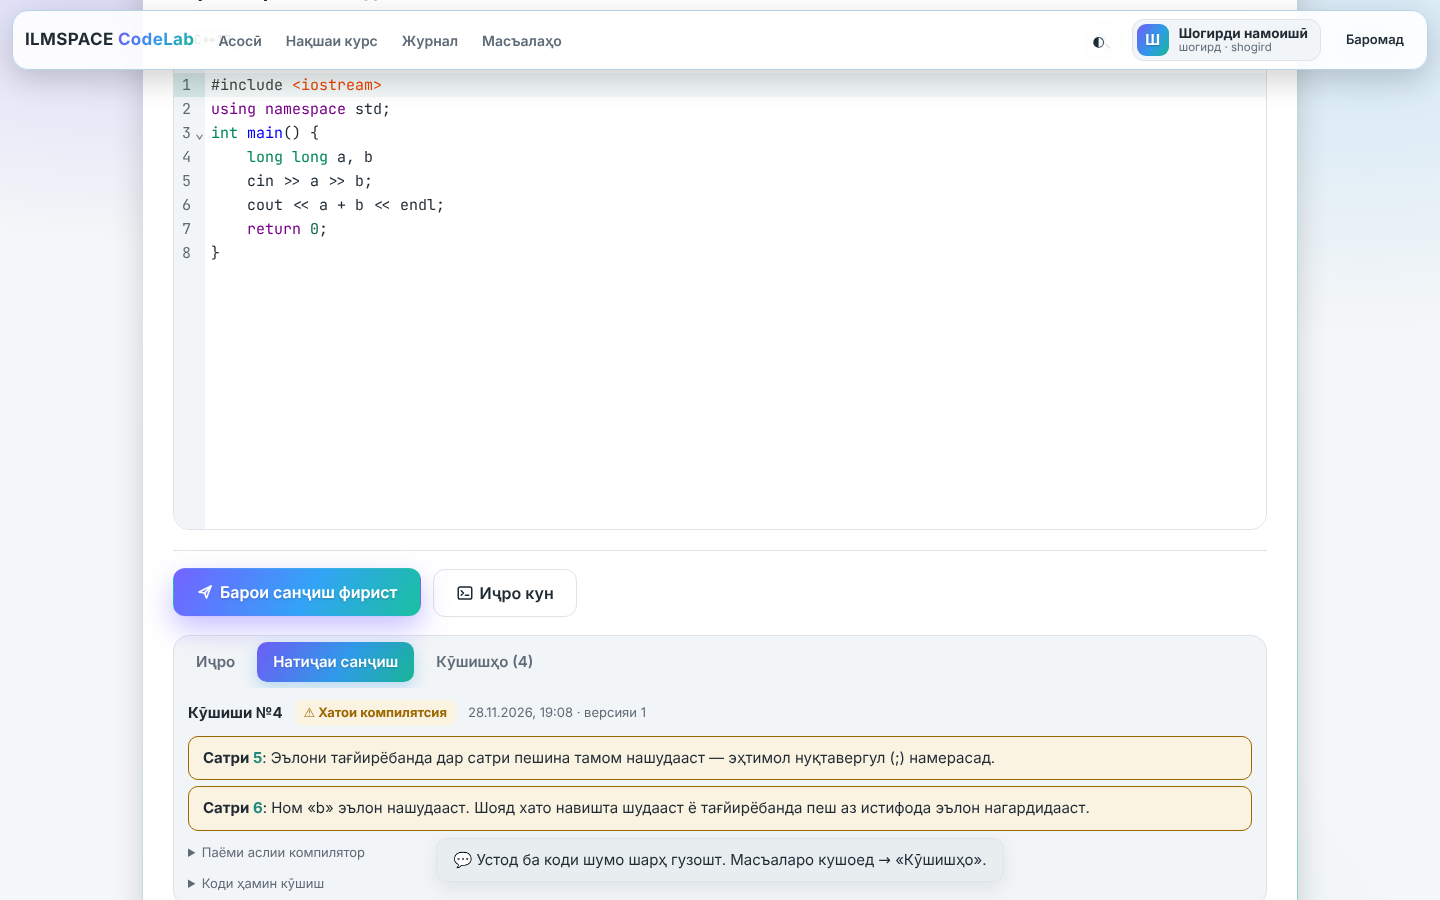 ILMSPACE CodeLab
Асосӣ
Нақшаи курс
Журнал
Масъалаҳо
Ш
Шогирди намоишӣ
шогирд · shogird
Баромад
1 #include <iostream>
2 using namespace std;
3 int main() {
4     long long a, b
5     cin >> a >> b;
6     cout << a + b << endl;
7     return 0;
8 }
Барои санҷиш фирист
Иҷро кун
Иҷро
Натиҷаи санҷиш
Кӯшишҳо (4)
Кӯшиши №4
⚠ Хатои компилятсия
28.11.2026, 19:08 · версияи 1
Сатри 5: Эълони тағйирёбанда дар сатри пешина тамом нашудааст — эҳтимол нуқтавергул (;) намерасад.
Сатри 6: Ном «b» эълон нашудааст. Шояд хато навишта шудааст ё тағйирёбанда пеш аз истифода эълон нагардидааст.
▶ Паёми аслии компилятор
💬 Устод ба коди шумо шарҳ гузошт. Масъаларо кушоед → «Кӯшишҳо».
▶ Коди ҳамин кӯшиш